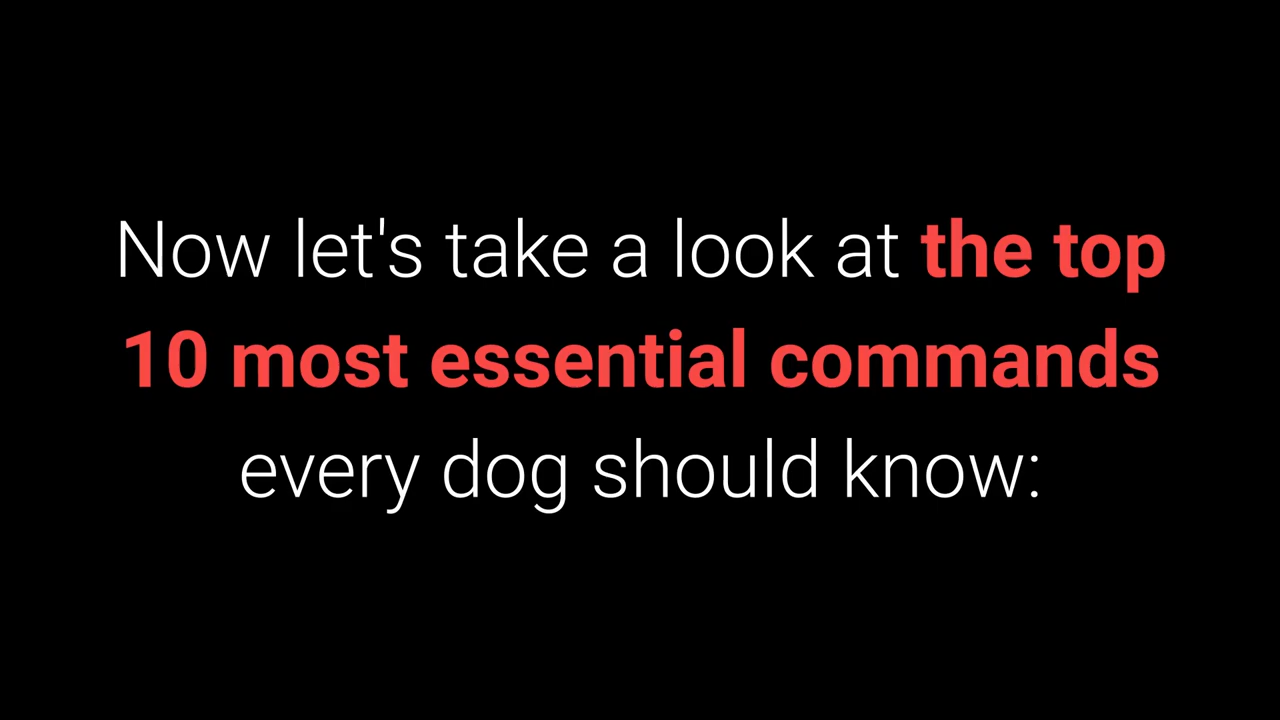 Now let's take a look at the top
10 most essential commands
every dog should know: